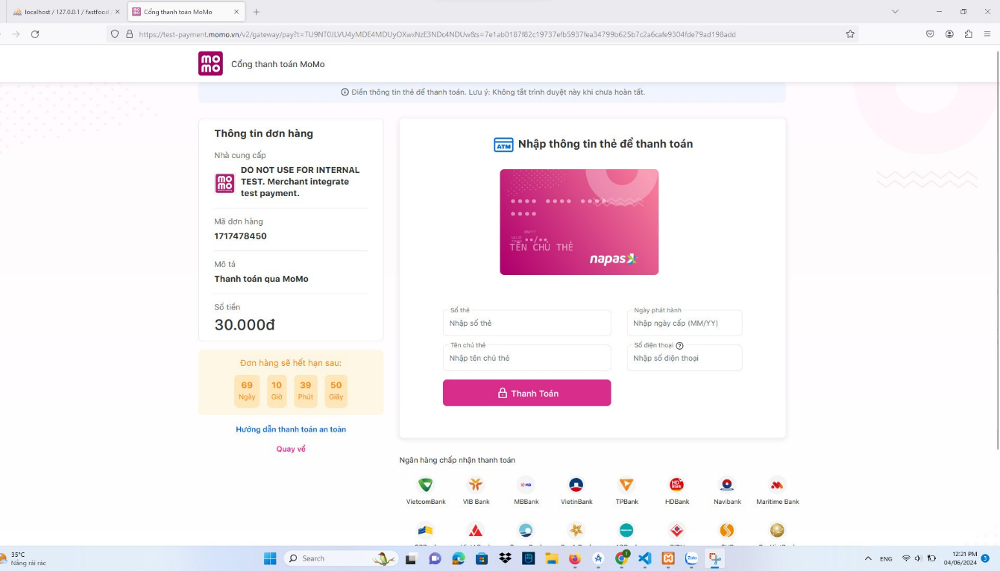 localhost / 127.0.0.1 / fastfood /
Cổng thanh toán MoMo
https://test-payment.momo.vn/v2/gateway/pay?t=TU9NT0JLVU4yMDE4MDUyOXwxNzE3NDc4NDUw&s=7e1ab0187f82c19737efb5937fea34799b625b7c2a6cafe9304fde79ad198add
mo
mo
Cổng thanh toán MoMo
Điền thông tin thẻ để thanh toán. Lưu ý: Không tắt trình duyệt này khi chưa hoàn tất.
Thông tin đơn hàng
Nhà cung cấp
mo
mo
DO NOT USE FOR INTERNAL
TEST. Merchant integrate
test payment.
Mã đơn hàng
1717478450
Mô tả
Thanh toán qua MoMo
Số tiền
30.000đ
Đơn hàng sẽ hết hạn sau:
69 10 39 50
Ngày Giờ Phút Giây
Hướng dẫn thanh toán an toàn
Quay về
ATM Nhập thông tin thẻ để thanh toán
TÊN CHỦ THẺ
napas
Số thẻ
Nhập số thẻ
Ngày phát hành
Nhập ngày cấp (MM/YY)
Tên chủ thẻ
Nhập tên chủ thẻ
Số điện thoại
Nhập số điện thoại
Thanh Toán
Ngân hàng chấp nhận thanh toán
VietcomBank VIB Bank MBBank VietinBank TPBank HDBank Navibank Maritime Bank
35°C
Nắng rải rác
Search
ENG
12:21 PM
04/06/2024
3